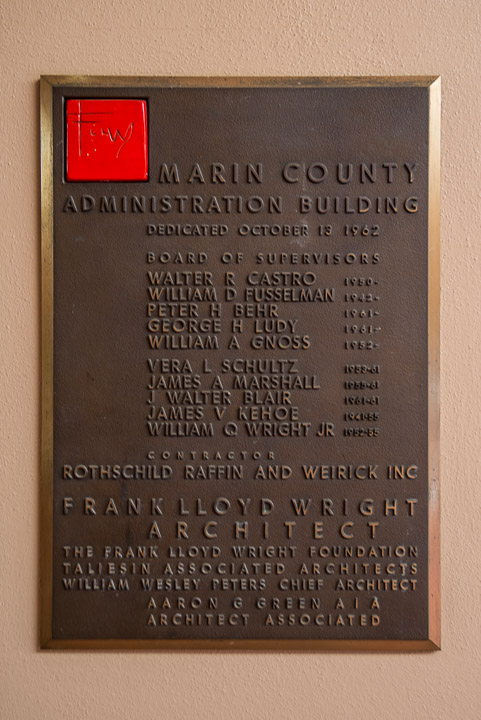 FLLW
MARIN COUNTY
ADMINISTRATION BUILDING
DEDICATED OCTOBER 13 1962
BOARD OF SUPERVISORS
WALTER R CASTRO 1950-
WILLIAM D FUSSELMAN 1942-
PETER H BEHR 1961-
GEORGE H LUDY 1961-
WILLIAM A GNOSS 1952-
VERA L SCHULTZ 1953-61
JAMES A MARSHALL 1955-61
J WALTER BLAIR 1961-61
JAMES V KEHOE 1941-55
WILLIAM Q WRIGHT JR 1952-55
CONTRACTOR
ROTHSCHILD RAFFIN AND WEIRICK INC
FRANK LLOYD WRIGHT
ARCHITECT
THE FRANK LLOYD WRIGHT FOUNDATION
TALIESIN ASSOCIATED ARCHITECTS
WILLIAM WESLEY PETERS CHIEF ARCHITECT
AARON G GREEN A I A
ARCHITECT ASSOCIATED